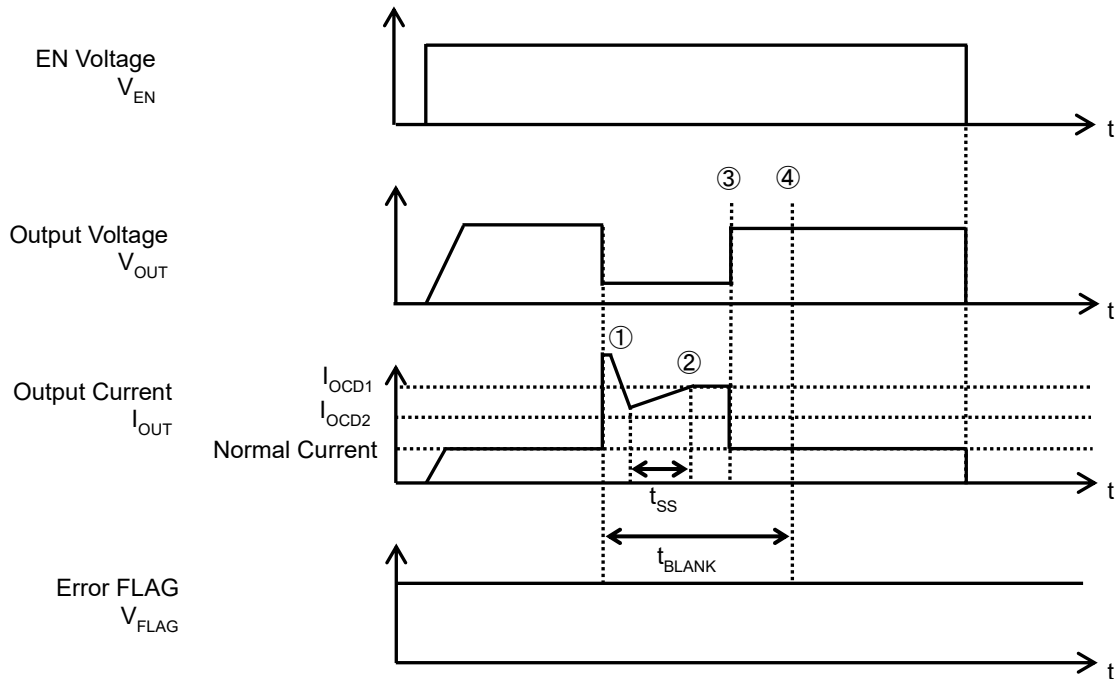 EN Voltage
V_EN
t
③ ④
Output Voltage
V_OUT
t
① ②
Output Current
I_OUT
I_OCD1
I_OCD2
Normal Current
t
t_SS
t_BLANK
Error FLAG
V_FLAG
t